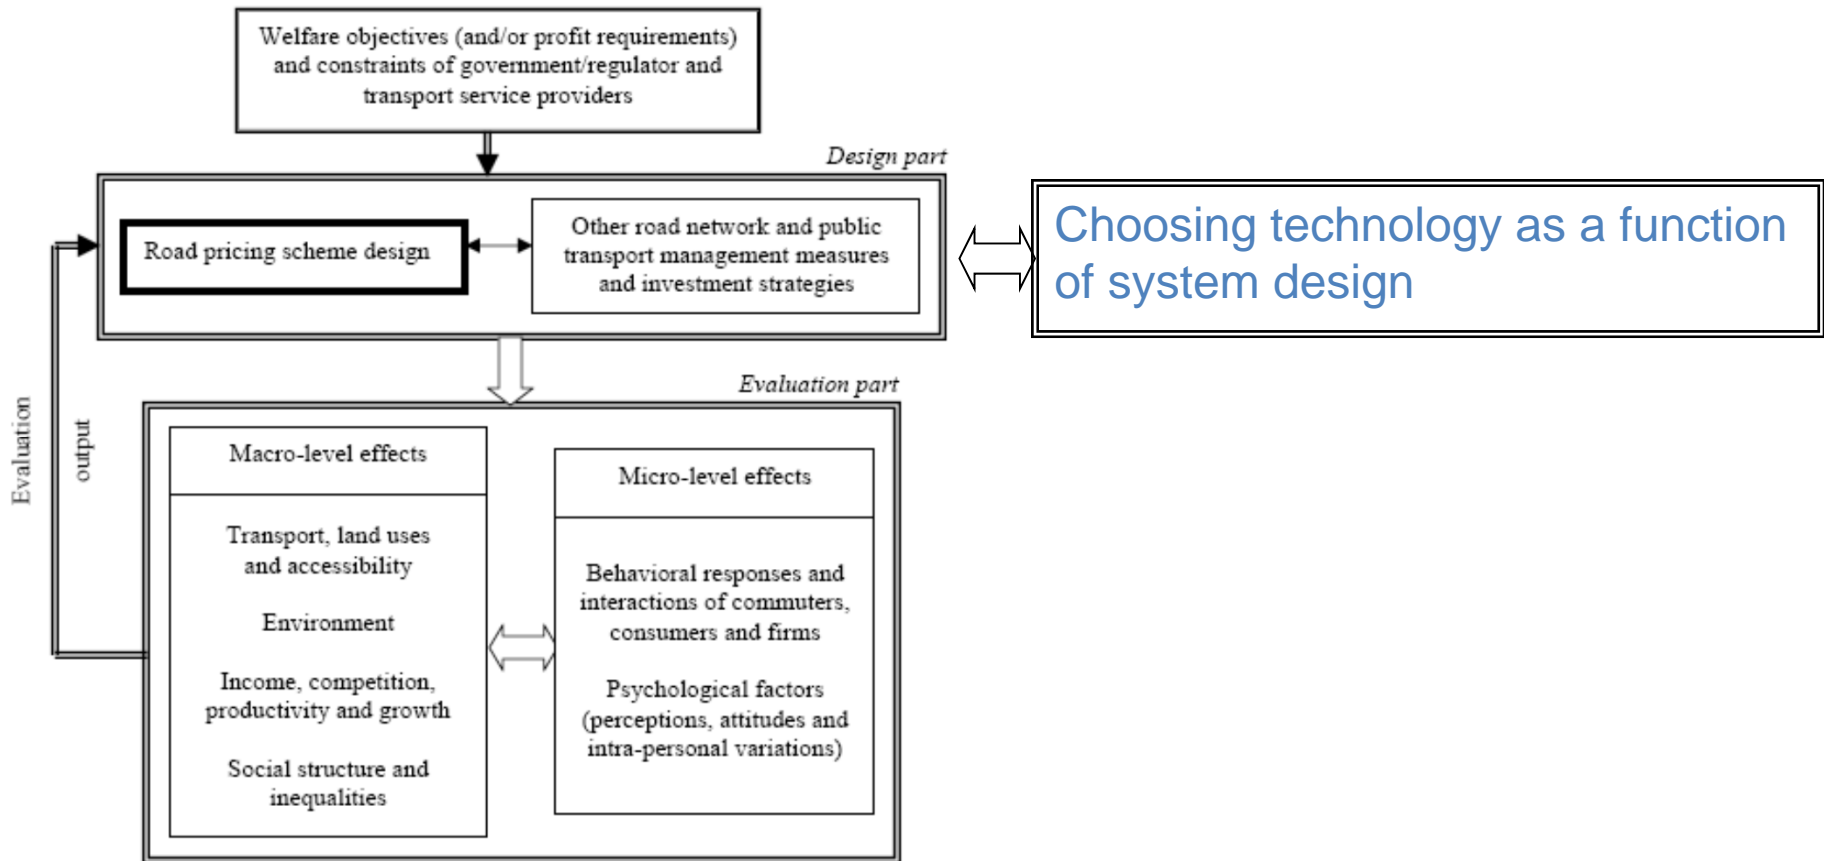 Welfare objectives (and/or profit requirements)
and constraints of government/regulator and
transport service providers
Design part
Road pricing scheme design
Other road network and public
transport management measures
and investment strategies
Choosing technology as a function
of system design
Evaluation part
Evaluation
output
Macro-level effects
Transport, land uses
and accessibility
Environment
Income, competition,
productivity and growth
Social structure and
inequalities
Micro-level effects
Behavioral responses and
interactions of commuters,
consumers and firms
Psychological factors
(perceptions, attitudes and
intra-personal variations)